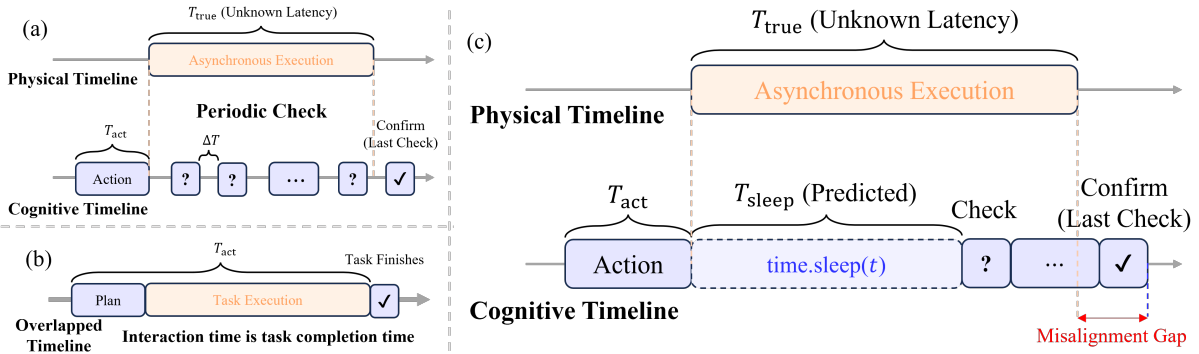 (a)
T_true (Unknown Latency)
Asynchronous Execution
Physical Timeline
Periodic Check
Confirm
(Last Check)
T_act
ΔT
Action
?
?
...
?
✓
Cognitive Timeline
(b)
T_act
Task Finishes
Plan
Task Execution
✓
Overlapped
Timeline
Interaction time is task completion time
(c)
T_true (Unknown Latency)
Asynchronous Execution
Physical Timeline
T_act
T_sleep (Predicted)
Check
Confirm
(Last Check)
Action
time.sleep(t)
?
...
✓
Cognitive Timeline
Misalignment Gap